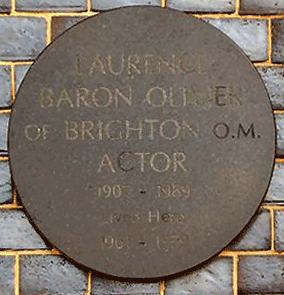 LAURENCE
BARON OLIVIER
OF BRIGHTON O.M.
ACTOR
1907 - 1989
Lived Here
1961 - 1979